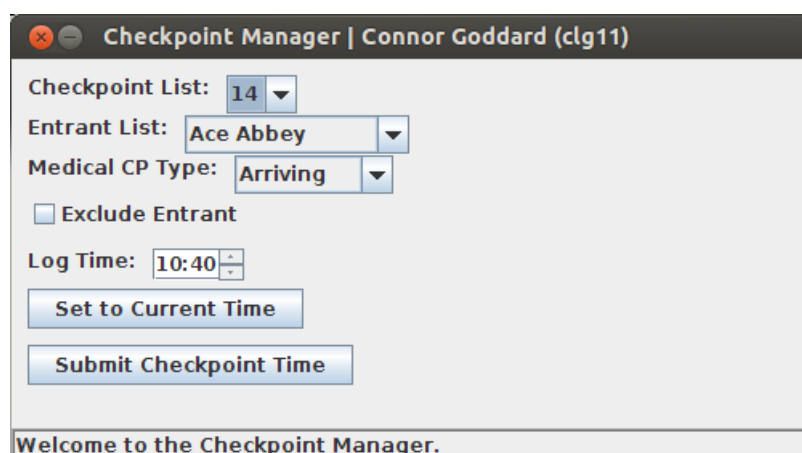 Checkpoint Manager | Connor Goddard (clg11)
Checkpoint List: 14
Entrant List: Ace Abbey
Medical CP Type: Arriving
Exclude Entrant
Log Time: 10:40
Set to Current Time
Submit Checkpoint Time
Welcome to the Checkpoint Manager.